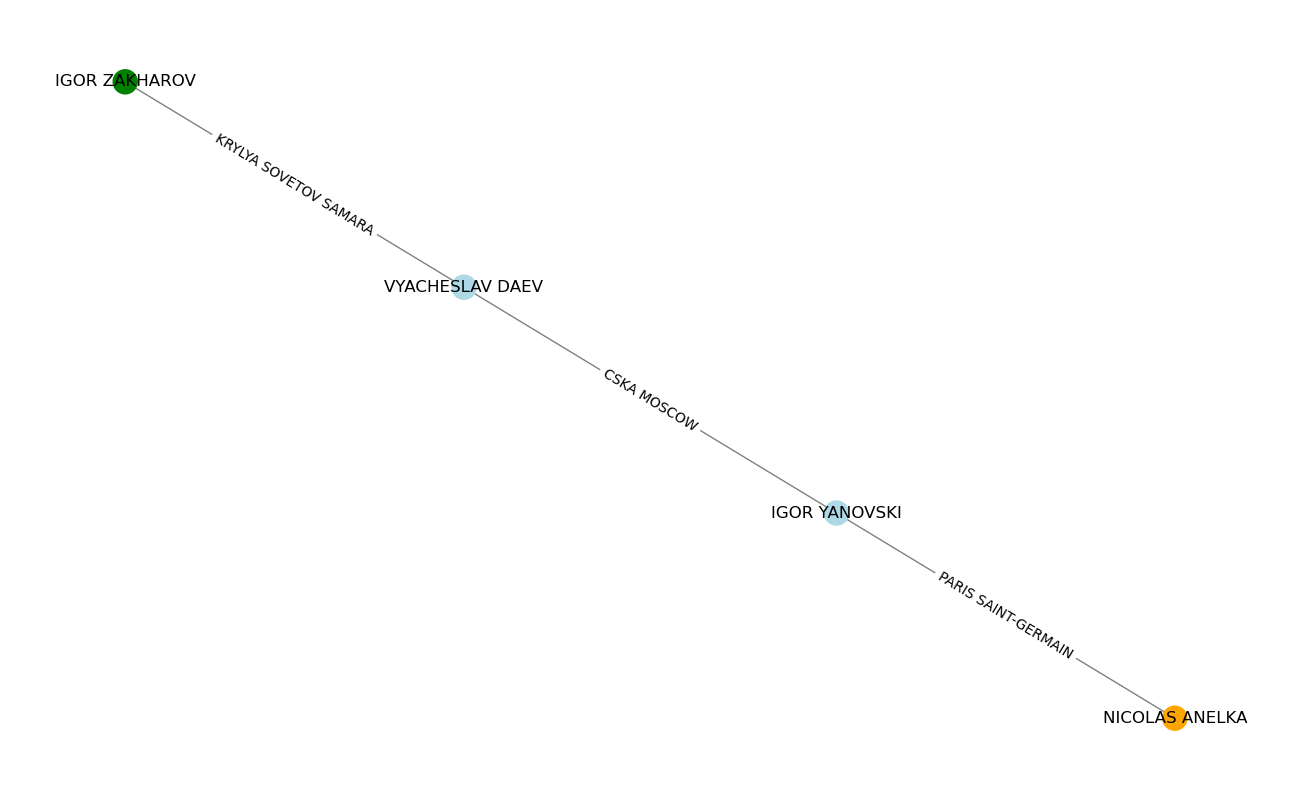 IGOR ZAKHAROV
KRYLYA SOVETOV SAMARA
VYACHESLAV DAEV
CSKA MOSCOW
IGOR YANOVSKI
PARIS SAINT-GERMAIN
NICOLAS ANELKA